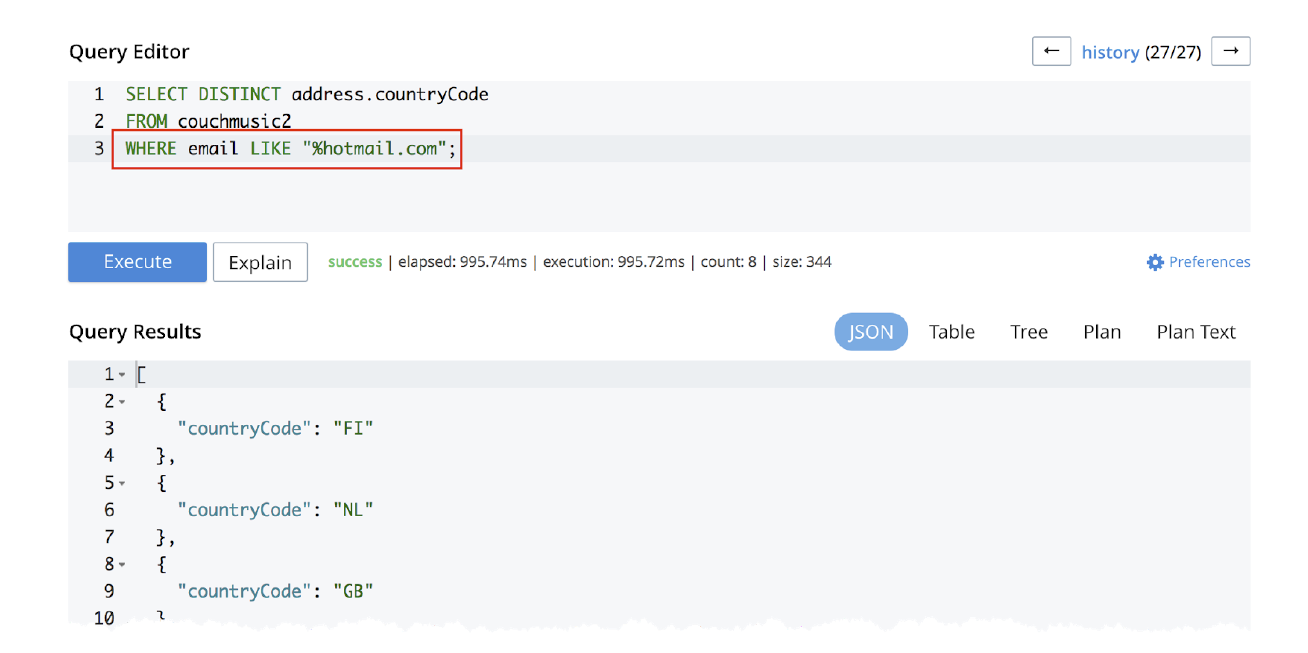 Query Editor
← history (27/27) →
1 SELECT DISTINCT address.countryCode
2 FROM couchmusic2
3 WHERE email LIKE "%hotmail.com";
Execute Explain success | elapsed: 995.74ms | execution: 995.72ms | count: 8 | size: 344 Preferences
Query Results JSON Table Tree Plan Plan Text
1 [
2 {
3 "countryCode": "FI"
4 },
5 {
6 "countryCode": "NL"
7 },
8 {
9 "countryCode": "GB"
10 }